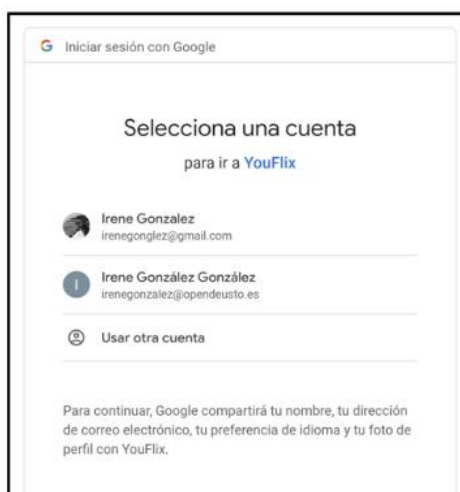 Iniciar sesión con Google
Selecciona una cuenta
para ir a YouFlix
Irene Gonzalez
irenegonglez@gmail.com
I
Irene González González
irenegonzalez@opendeusto.es
Usar otra cuenta
Para continuar, Google compartirá tu nombre, tu dirección
de correo electrónico, tu preferencia de idioma y tu foto de
perfil con YouFlix.